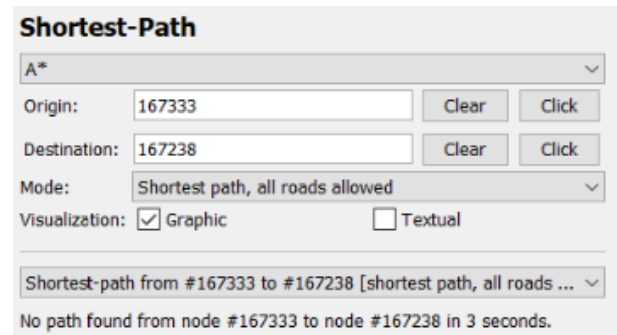 Shortest-Path
A*
Origin: 167333 Clear Click
Destination: 167238 Clear Click
Mode: Shortest path, all roads allowed
Visualization: Graphic Textual
Shortest-path from #167333 to #167238 [shortest path, all roads ...
No path found from node #167333 to node #167238 in 3 seconds.